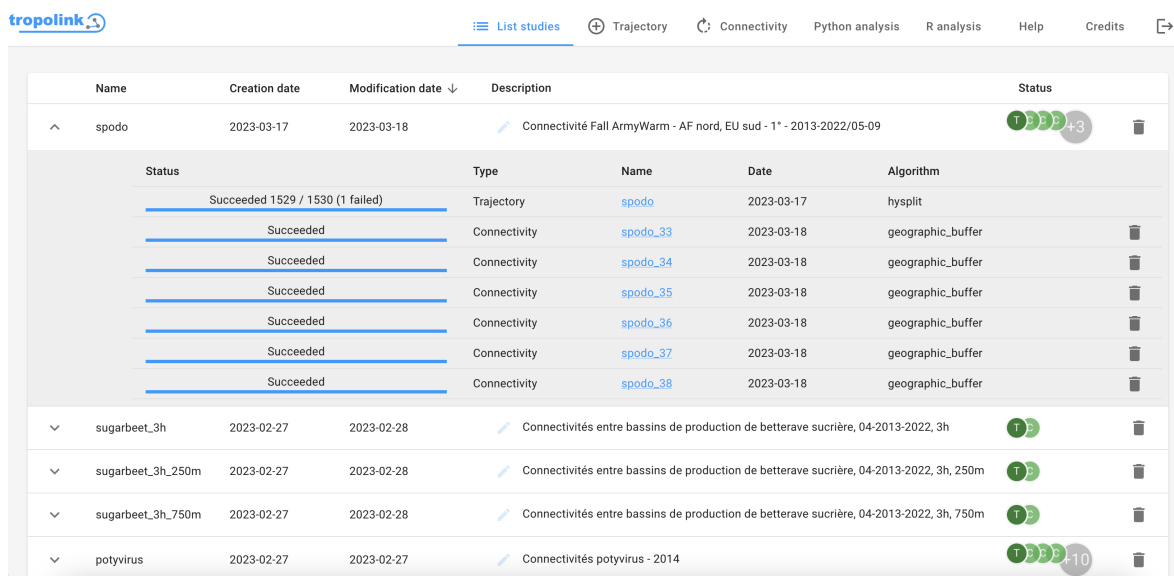 tropolink
List studies Trajectory Connectivity Python analysis R analysis Help Credits
Name Creation date Modification date Description Status
spodo 2023-03-17 2023-03-18 Connectivité Fall ArmyWarm - AF nord, EU sud - 1° - 2013-2022/05-09 T C C C +3
Status Type Name Date Algorithm
Succeeded 1529 / 1530 (1 failed) Trajectory spodo 2023-03-17 hysplit
Succeeded Connectivity spodo_33 2023-03-18 geographic_buffer
Succeeded Connectivity spodo_34 2023-03-18 geographic_buffer
Succeeded Connectivity spodo_35 2023-03-18 geographic_buffer
Succeeded Connectivity spodo_36 2023-03-18 geographic_buffer
Succeeded Connectivity spodo_37 2023-03-18 geographic_buffer
Succeeded Connectivity spodo_38 2023-03-18 geographic_buffer
sugarbeet_3h 2023-02-27 2023-02-28 Connectivités entre bassins de production de betterave sucrière, 04-2013-2022, 3h T C
sugarbeet_3h_250m 2023-02-27 2023-02-28 Connectivités entre bassins de production de betterave sucrière, 04-2013-2022, 3h, 250m T C
sugarbeet_3h_750m 2023-02-27 2023-02-28 Connectivités entre bassins de production de betterave sucrière, 04-2013-2022, 3h, 750m T C
potyvirus 2023-02-27 2023-02-27 Connectivités potyvirus - 2014 T C C C +10